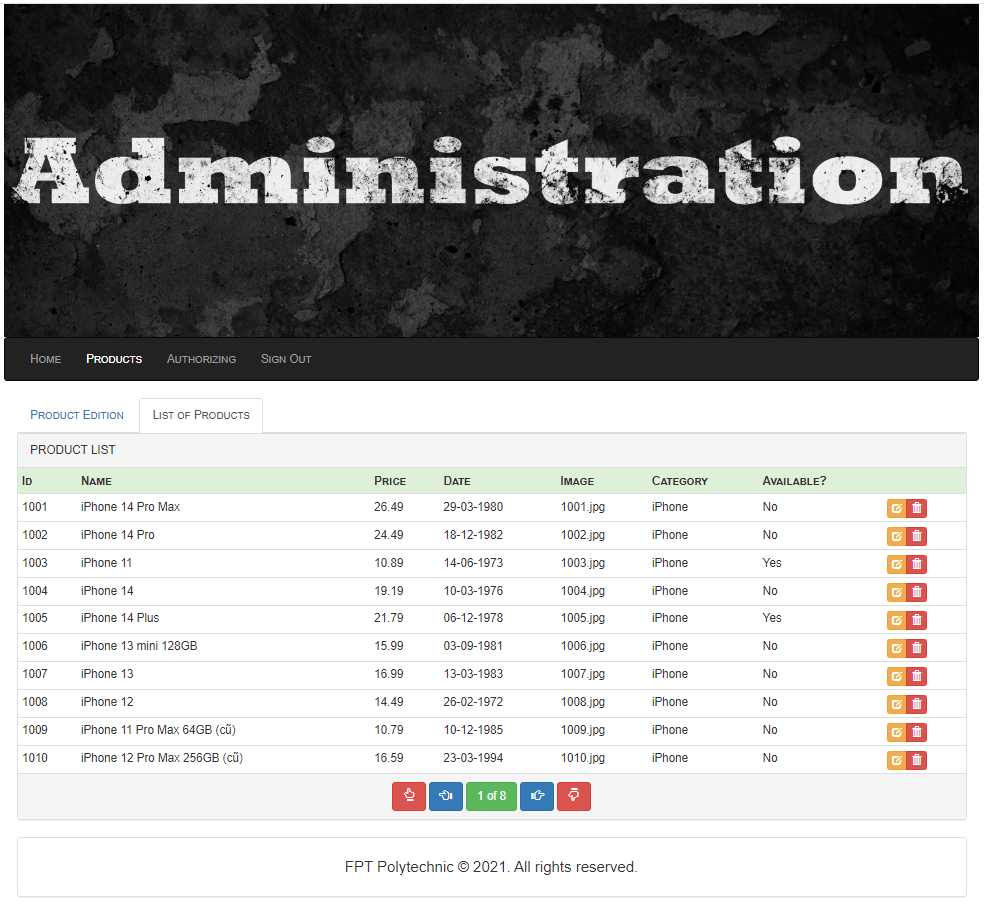 Administration
Home Products Authorizing Sign Out
Product Edition List of Products
PRODUCT LIST
Id Name Price Date Image Category Available?
1001 iPhone 14 Pro Max 26.49 29-03-1980 1001.jpg iPhone No
1002 iPhone 14 Pro 24.49 18-12-1982 1002.jpg iPhone No
1003 iPhone 11 10.89 14-06-1973 1003.jpg iPhone Yes
1004 iPhone 14 19.19 10-03-1976 1004.jpg iPhone No
1005 iPhone 14 Plus 21.79 06-12-1978 1005.jpg iPhone Yes
1006 iPhone 13 mini 128GB 15.99 03-09-1981 1006.jpg iPhone No
1007 iPhone 13 16.99 13-03-1983 1007.jpg iPhone No
1008 iPhone 12 14.49 26-02-1972 1008.jpg iPhone No
1009 iPhone 11 Pro Max 64GB (cũ) 10.79 10-12-1985 1009.jpg iPhone No
1010 iPhone 12 Pro Max 256GB (cũ) 16.59 23-03-1994 1010.jpg iPhone No
1 of 8
FPT Polytechnic © 2021. All rights reserved.